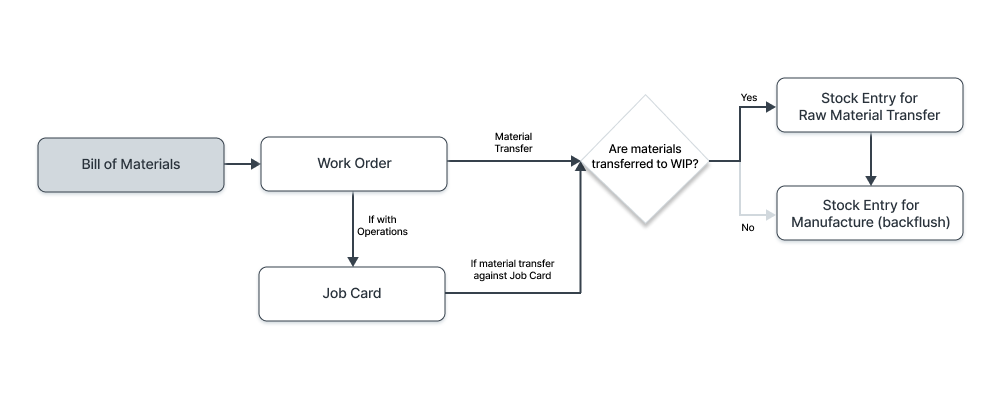 Bill of Materials
Work Order
Material
Transfer
If with
Operations
Job Card
If material transfer
against Job Card
Are materials
transferred to WIP?
Yes
No
Stock Entry for
Raw Material Transfer
Stock Entry for
Manufacture (backflush)